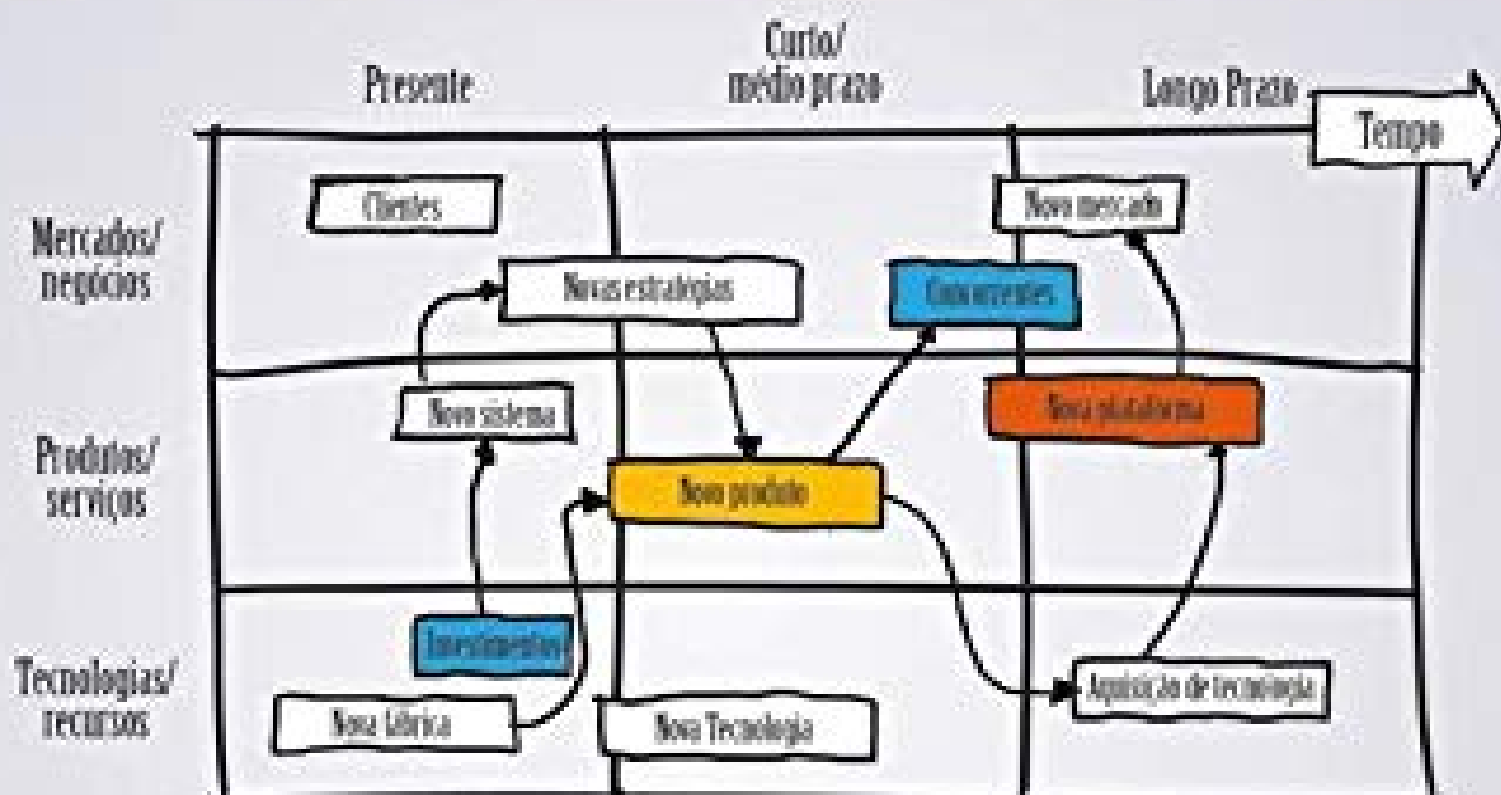 Presente
Curto/
médio prazo
Longo Prazo
Tempo
Mercados/
negócios
Clientes
Novas estratégias
Concorrentes
Novo mercado
Produtos/
serviços
Novo sistema
Novo produto
Nova plataforma
Tecnologias/
recursos
Investimentos
Nova fábrica
Nova Tecnologia
Aquisição de tecnologia